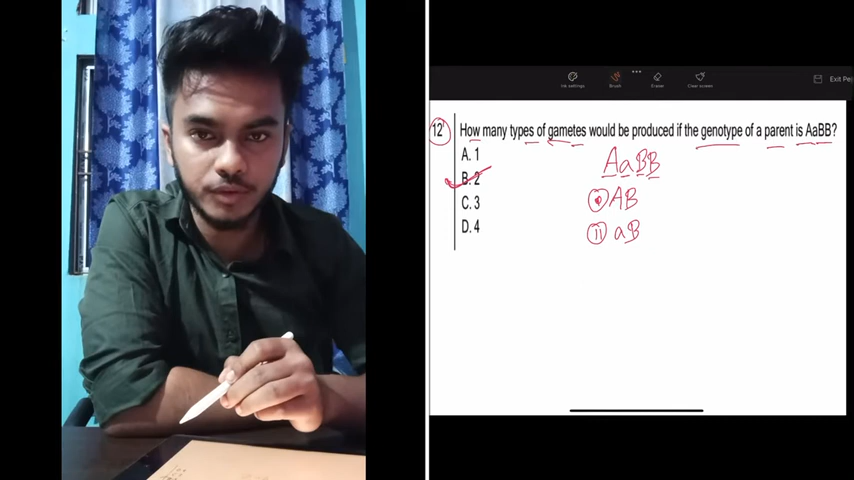 Ink settings
Brush
Eraser
Clear screen
Exit Pe
12
How many types of gametes would be produced if the genotype of a parent is AaBB?
A. 1
B. 2
C. 3
D. 4
AaBB
AB
ii aB